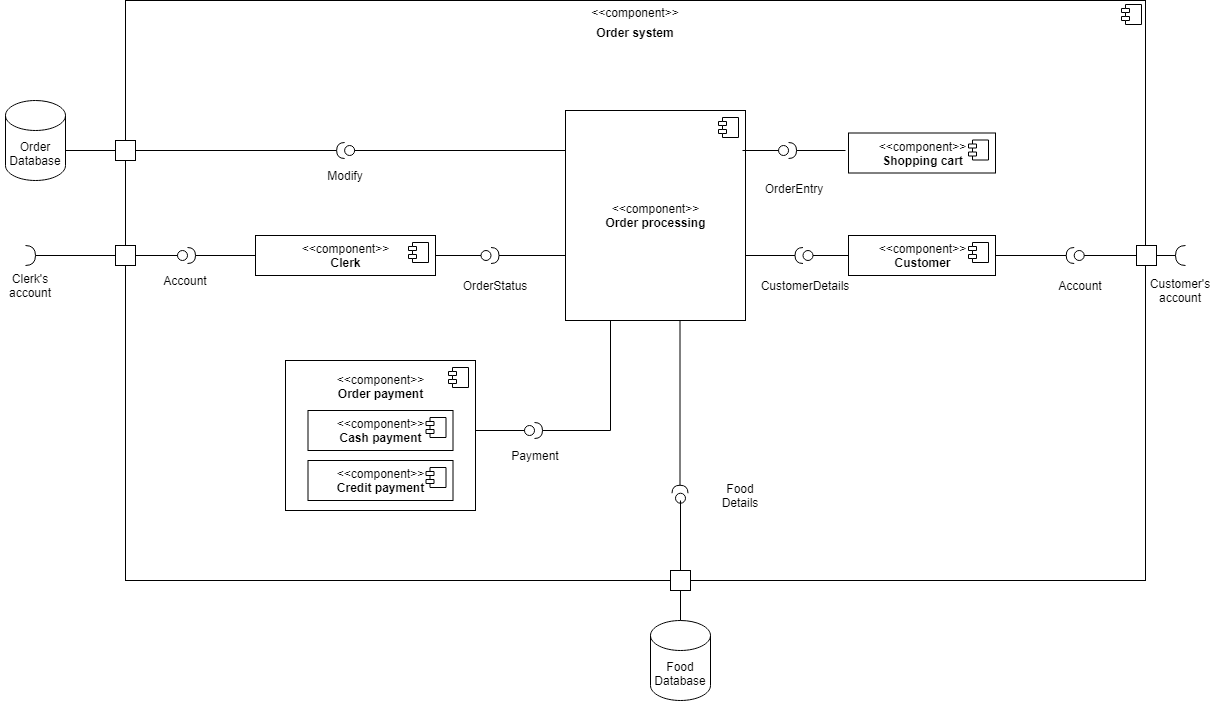 <<component>>
Order system
Order
Database
Modify
<<component>>
Order processing
OrderEntry
<<component>>
Shopping cart
Clerk's
account
Account
<<component>>
Clerk
OrderStatus
CustomerDetails
<<component>>
Customer
Account
Customer's
account
<<component>>
Order payment
<<component>>
Cash payment
<<component>>
Credit payment
Payment
Food
Details
Food
Database